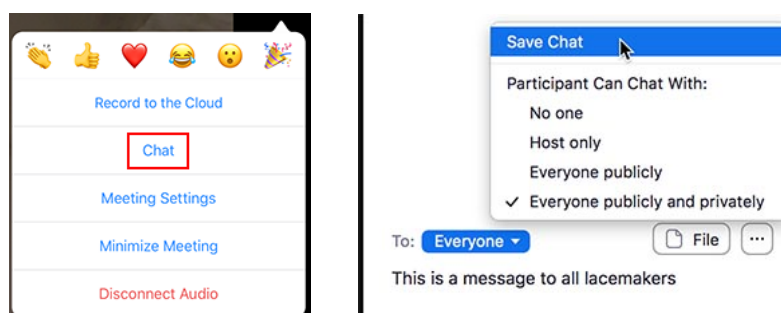 Record to the Cloud
Chat
Meeting Settings
Minimize Meeting
Disconnect Audio
Save Chat
Participant Can Chat With:
No one
Host only
Everyone publicly
✓ Everyone publicly and privately
To: Everyone
File ...
This is a message to all lacemakers